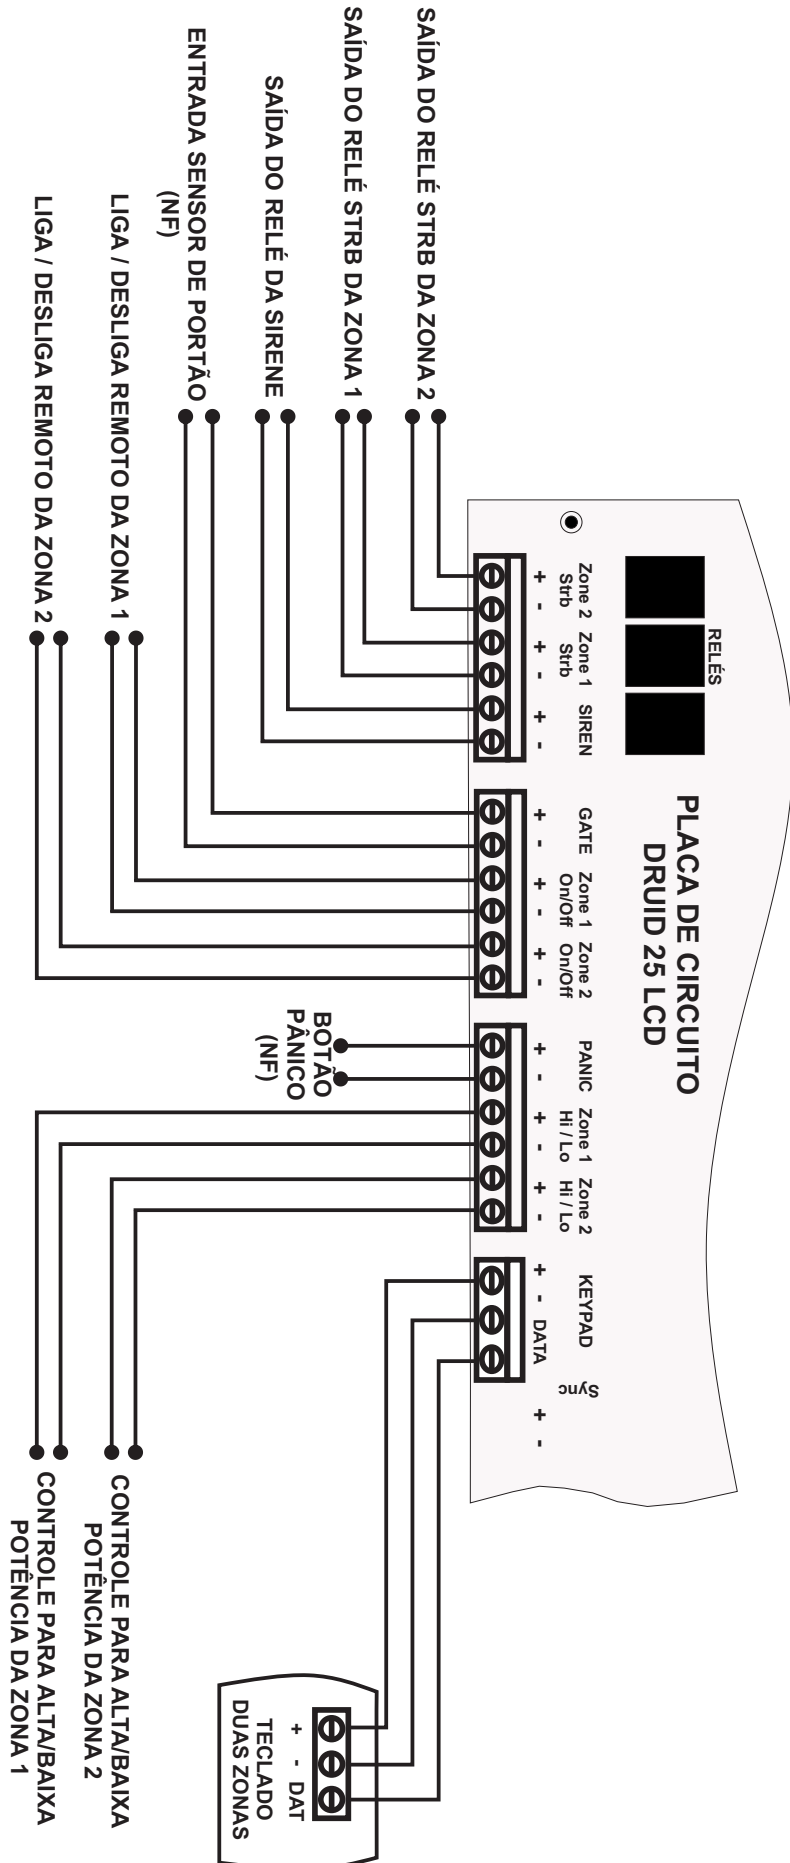 PLACA DE CIRCUITO
DRUID 25 LCD
RELÉS
Zone 2
Strb
+ -
Zone 1
Strb
+ -
SIREN
+ -
GATE
+ -
Zone 1
On/Off
+ -
Zone 2
On/Off
+ -
PANIC
+ -
Zone 1
Hi / Lo
+ -
Zone 2
Hi / Lo
+ -
KEYPAD
+ - DATA
Sync
+ -
SAÍDA DO RELÉ STRB DA ZONA 2
SAÍDA DO RELÉ STRB DA ZONA 1
SAÍDA DO RELÉ DA SIRENE
ENTRADA SENSOR DE PORTÃO
(NF)
LIGA / DESLIGA REMOTO DA ZONA 1
LIGA / DESLIGA REMOTO DA ZONA 2
BOTÃO
PÂNICO
(NF)
CONTROLE PARA ALTA/BAIXA
POTÊNCIA DA ZONA 2
CONTROLE PARA ALTA/BAIXA
POTÊNCIA DA ZONA 1
+ - DAT
TECLADO
DUAS ZONAS